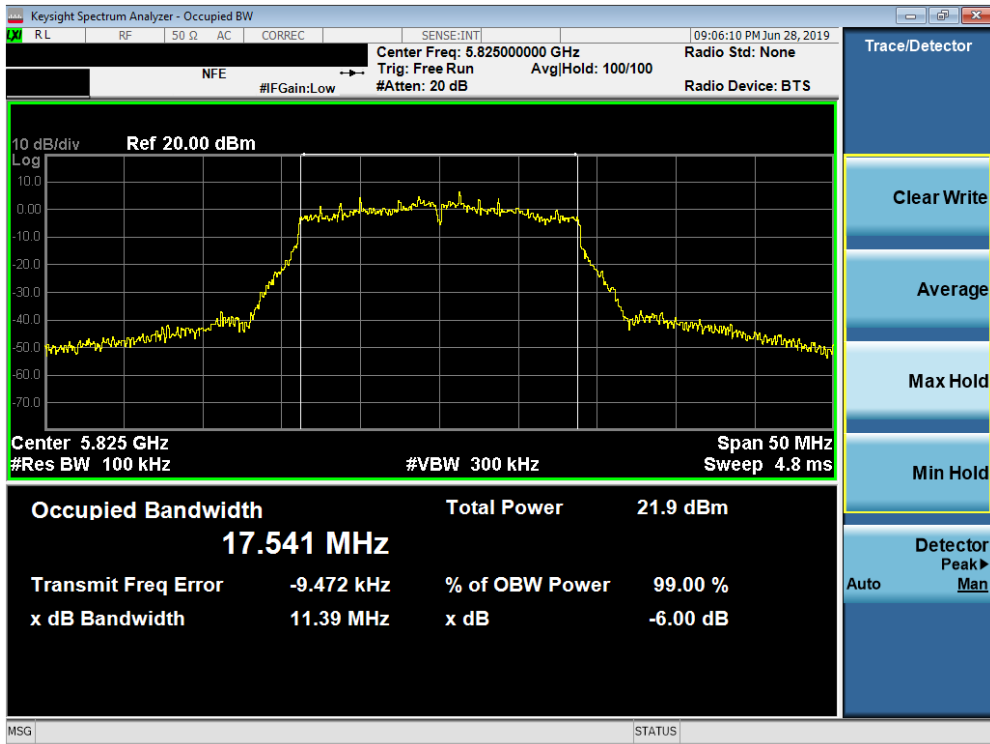 Keysight Spectrum Analyzer - Occupied BW
LXI RL RF 50 Ω AC CORREC SENSE:INT 09:06:10 PM Jun 28, 2019
Center Freq: 5.825000000 GHz Radio Std: None
NFE Trig: Free Run Avg|Hold: 100/100
#IFGain:Low #Atten: 20 dB Radio Device: BTS
10 dB/div Ref 20.00 dBm
Log
10.0
0.00
-10.0
-20.0
-30.0
-40.0
-50.0
-60.0
-70.0
Center 5.825 GHz Span 50 MHz
#Res BW 100 kHz #VBW 300 kHz Sweep 4.8 ms
Occupied Bandwidth Total Power 21.9 dBm
17.541 MHz
Transmit Freq Error -9.472 kHz % of OBW Power 99.00 %
x dB Bandwidth 11.39 MHz x dB -6.00 dB
Trace/Detector
Clear Write
Average
Max Hold
Min Hold
Detector
Peak▶
Auto Man
MSG STATUS